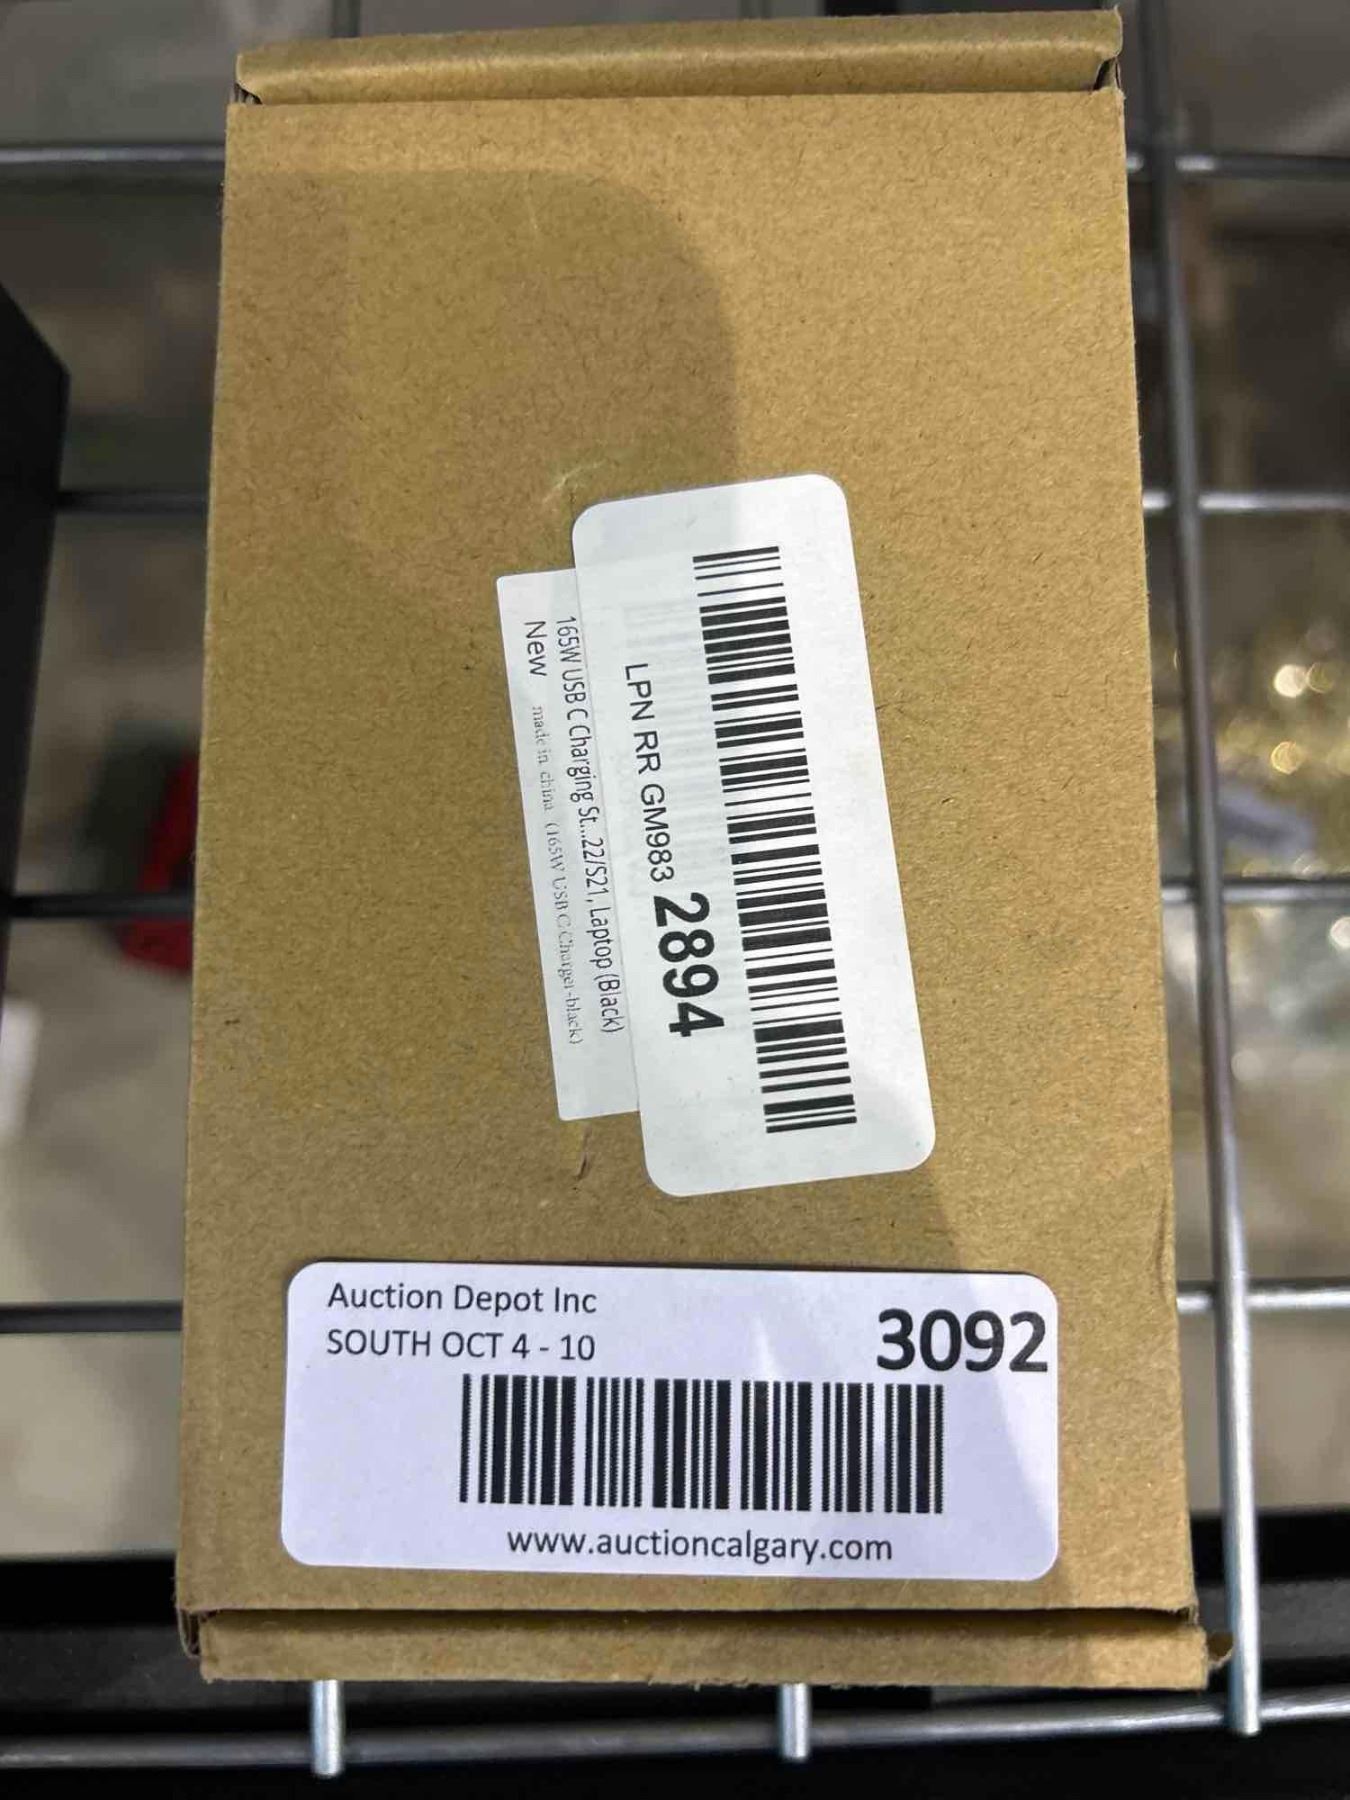 165W USB C Charging St...22/S21, Laptop (Black)
New made in china (165W USB C Charger-black)
LPN RR GM983 2894
Auction Depot Inc
SOUTH OCT 4 - 10
3092
www.auctioncalgary.com